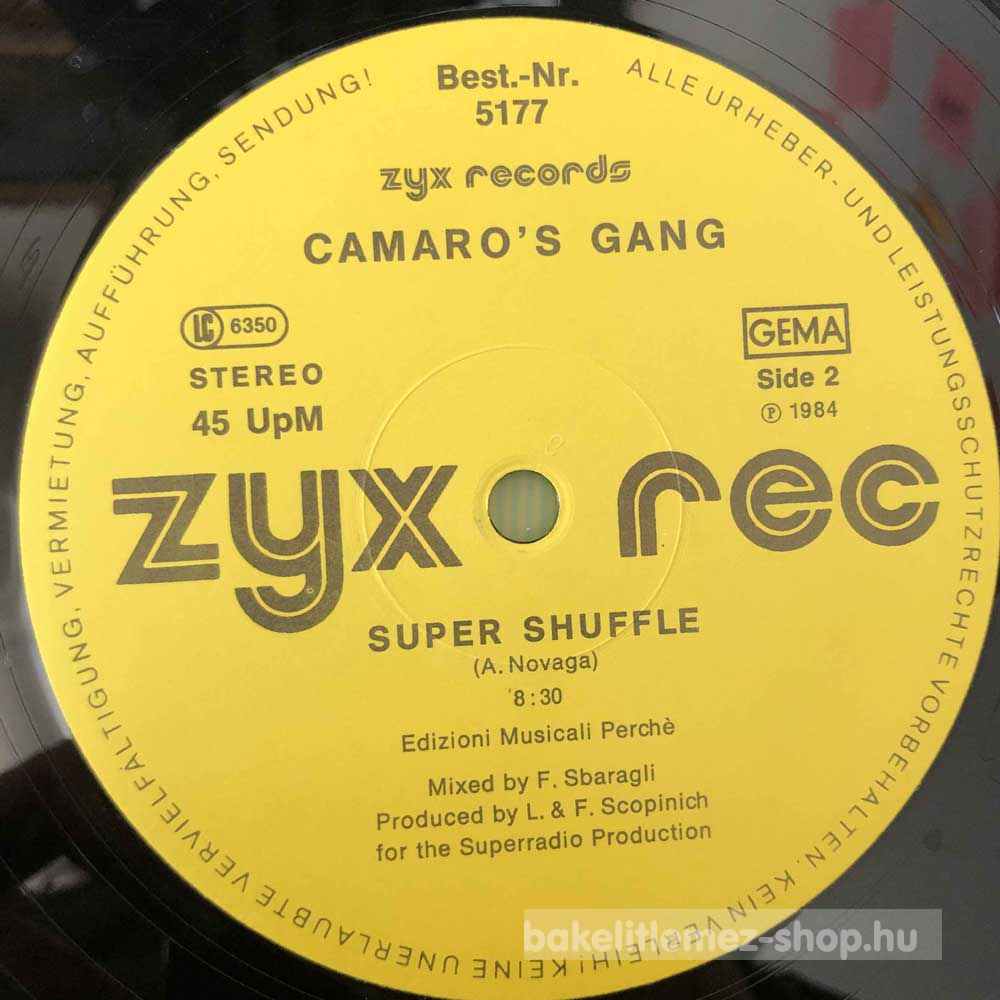 Best.-Nr.
5177
zyx records
CAMARO'S GANG
LC 6350
STEREO
45 UpM
GEMA
Side 2
Ⓟ 1984
zyx rec
SUPER SHUFFLE
(A. Novaga)
8:30
Edizioni Musicali Perchè
Mixed by F. Sbaragli
Produced by L. & F. Scopinich
for the Superradio Production
ALLE URHEBER- UND LEISTUNGSSCHUTZRECHTE VORBEHALTEN. KEIN VERLEIH! KEINE UNERLAUBTE VERVIELFÄLTIGUNG, VERMIETUNG, AUFFÜHRUNG, SENDUNG!
bakelitlemez-shop.hu